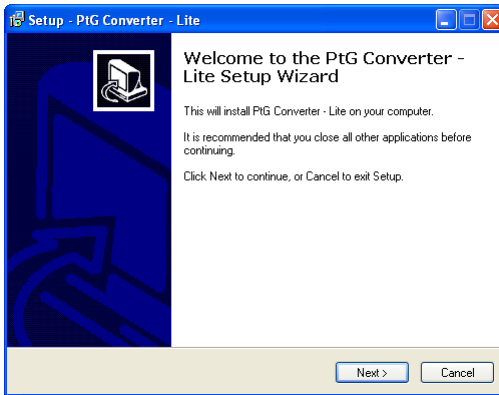 Setup - PtG Converter - Lite
Welcome to the PtG Converter -
Lite Setup Wizard
This will install PtG Converter - Lite on your computer.
It is recommended that you close all other applications before
continuing.
Click Next to continue, or Cancel to exit Setup.
Next >
Cancel